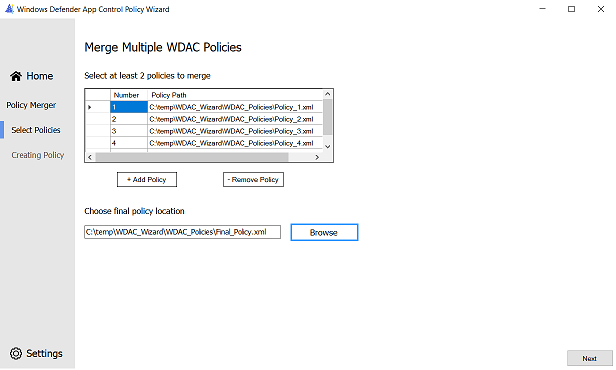 Windows Defender App Control Policy Wizard
Merge Multiple WDAC Policies
Home
Select at least 2 policies to merge
Number Policy Path
Policy Merger
1 C:\temp\WDAC_Wizard\WDAC_Policies\Policy_1.xml
2 C:\temp\WDAC_Wizard\WDAC_Policies\Policy_2.xml
Select Policies
3 C:\temp\WDAC_Wizard\WDAC_Policies\Policy_3.xml
4 C:\temp\WDAC_Wizard\WDAC_Policies\Policy_4.xml
Creating Policy
+ Add Policy - Remove Policy
Choose final policy location
C:\temp\WDAC_Wizard\WDAC_Policies\Final_Policy.xml Browse
Settings
Next